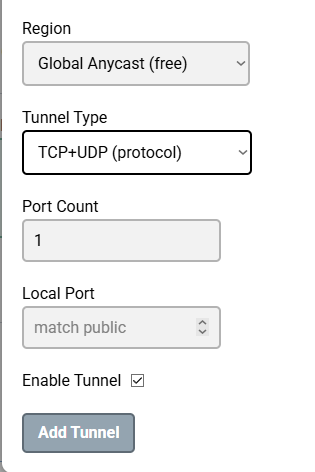 Region
Global Anycast (free)
Tunnel Type
TCP+UDP (protocol)
Port Count
1
Local Port
match public
Enable Tunnel
Add Tunnel